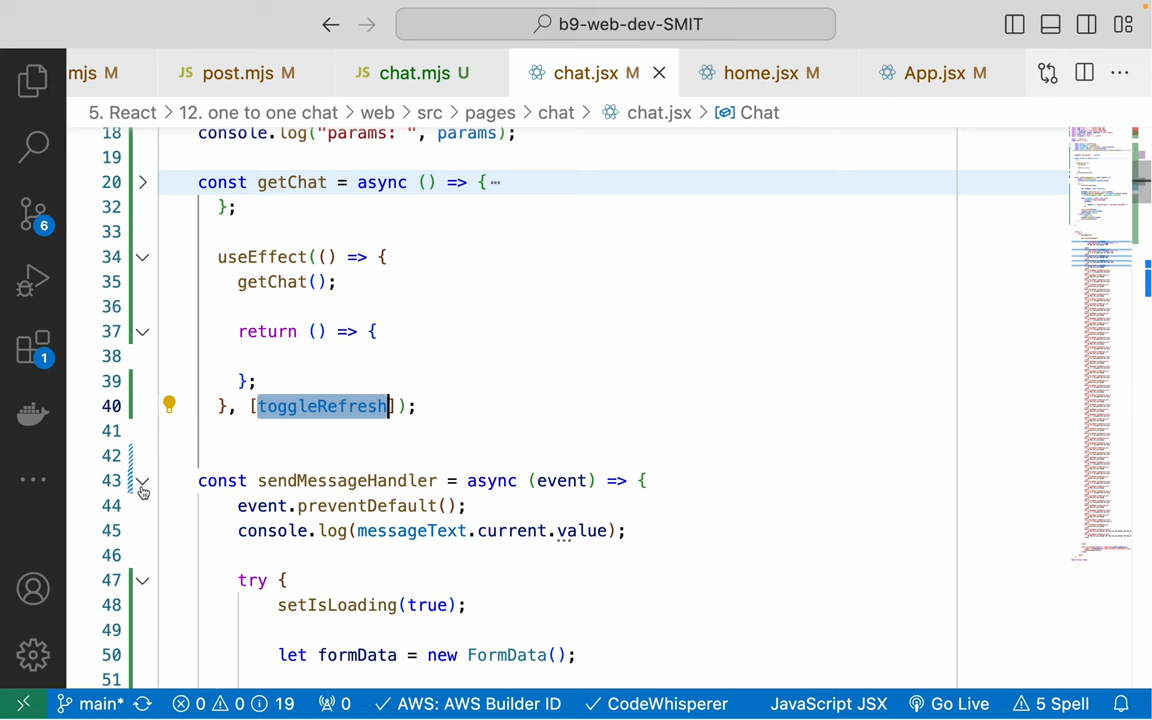 b9-web-dev-SMIT
mjs M
JS post.mjs M
JS chat.mjs U
chat.jsx M
home.jsx M
App.jsx M
5. React > 12. one to one chat > web > src > pages > chat > chat.jsx > Chat
18 console.log("params: ", params);
19
20 const getChat = async () => {…
32 };
33
34 useEffect(() => {
35 getChat();
36
37 return () => {
38
39 };
40 }, [toggleRefresh]);
41
42
43 const sendMessageHandler = async (event) => {
44 event.preventDefault();
45 console.log(messageText.current.value);
46
47 try {
48 setIsLoading(true);
49
50 let formData = new FormData();
51
6
1
main* 0 0 19 0 AWS: AWS Builder ID CodeWhisperer JavaScript JSX Go Live 5 Spell